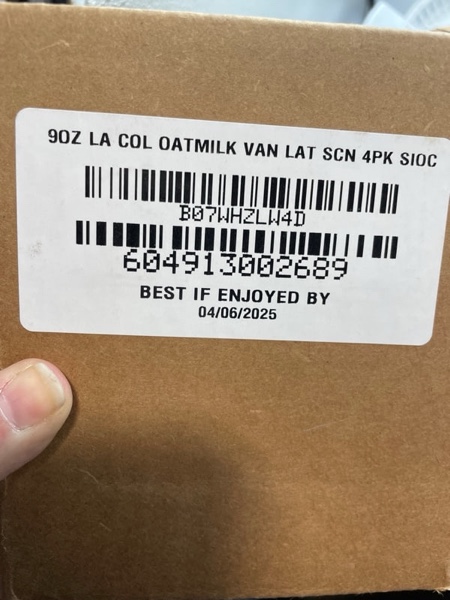 9OZ LA COL OATMILK VAN LAT SCN 4PK SIOC
B07WHZLW4D
604913002689
BEST IF ENJOYED BY
04/06/2025